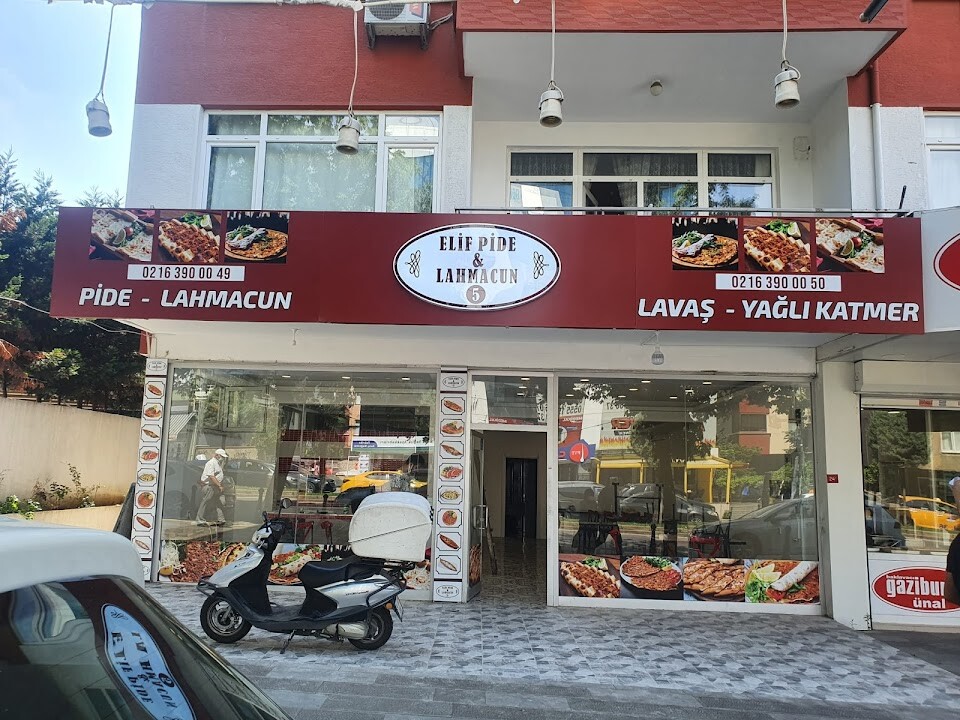 0216 390 00 49
PİDE - LAHMACUN
ELİF PİDE
&
LAHMACUN
5
0216 390 00 50
LAVAŞ - YAĞLI KATMER
24
gazibur
ünal